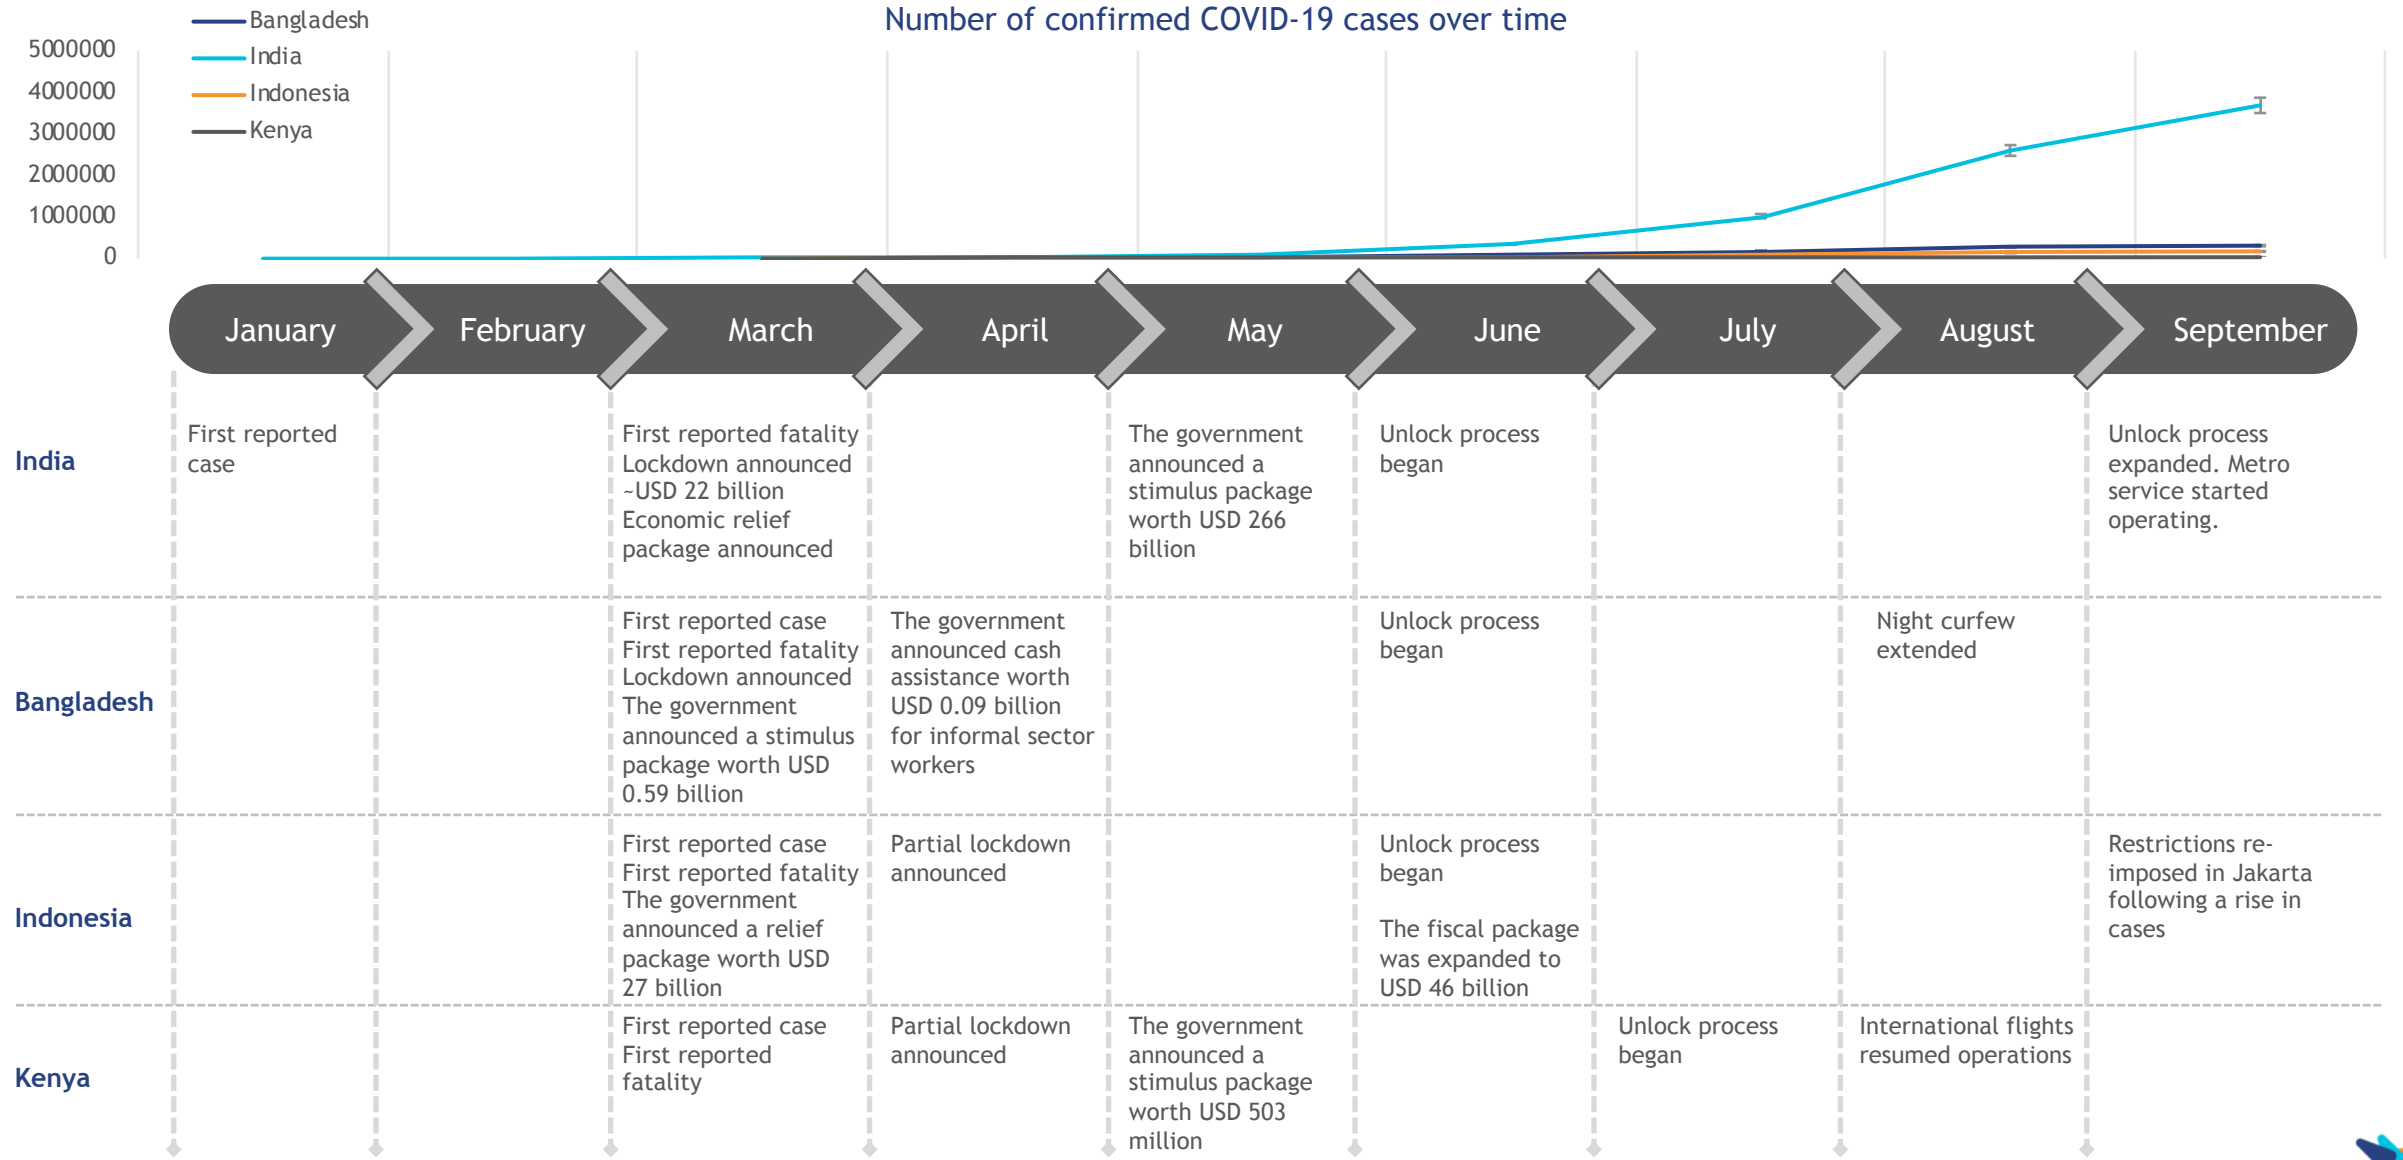 Number of confirmed COVID-19 cases over time
Bangladesh
India
Indonesia
Kenya
5000000
4000000
3000000
2000000
1000000
0
January
February
March
April
May
June
July
August
September
India
First reported
case
First reported fatality
Lockdown announced
~USD 22 billion
Economic relief
package announced
The government
announced a
stimulus package
worth USD 266
billion
Unlock process
began
Unlock process
expanded. Metro
service started
operating.
Bangladesh
First reported case
First reported fatality
Lockdown announced
The government
announced a stimulus
package worth USD
0.59 billion
The government
announced cash
assistance worth
USD 0.09 billion
for informal sector
workers
Unlock process
began
Night curfew
extended
Indonesia
First reported case
First reported fatality
The government
announced a relief
package worth USD
27 billion
Partial lockdown
announced
Unlock process
began
The fiscal package
was expanded to
USD 46 billion
Restrictions re-
imposed in Jakarta
following a rise in
cases
Kenya
First reported case
First reported
fatality
Partial lockdown
announced
The government
announced a
stimulus package
worth USD 503
million
Unlock process
began
International flights
resumed operations